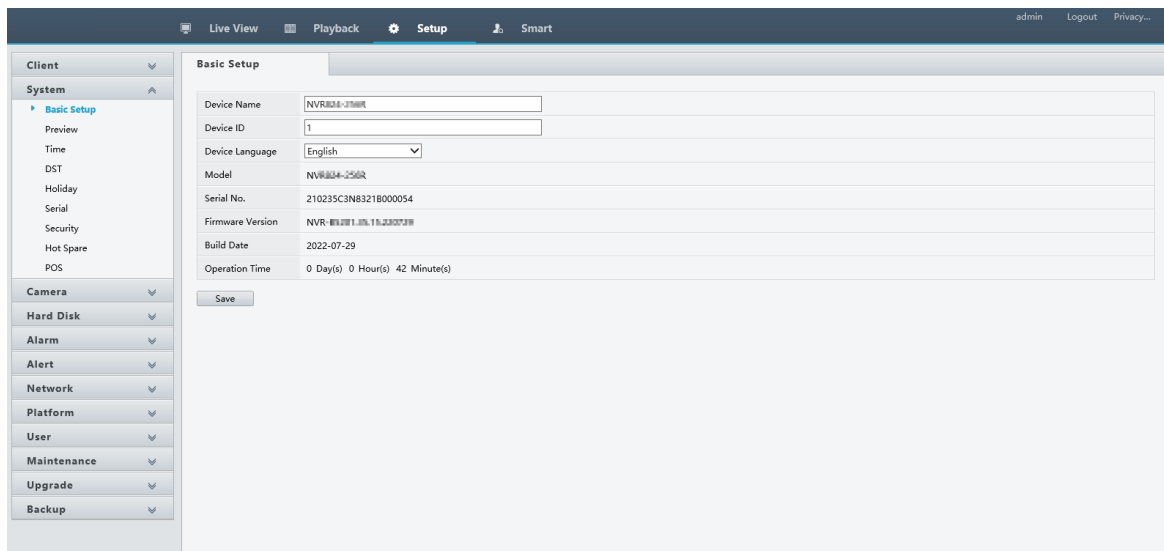 Live View Playback Setup Smart admin Logout Privacy...
Client
System
Basic Setup
Preview
Time
DST
Holiday
Serial
Security
Hot Spare
POS
Camera
Hard Disk
Alarm
Alert
Network
Platform
User
Maintenance
Upgrade
Backup
Basic Setup
Device Name
Device ID 1
Device Language English
Model
Serial No. 210235C3N8321B000054
Firmware Version
Build Date 2022-07-29
Operation Time 0 Day(s) 0 Hour(s) 42 Minute(s)
Save